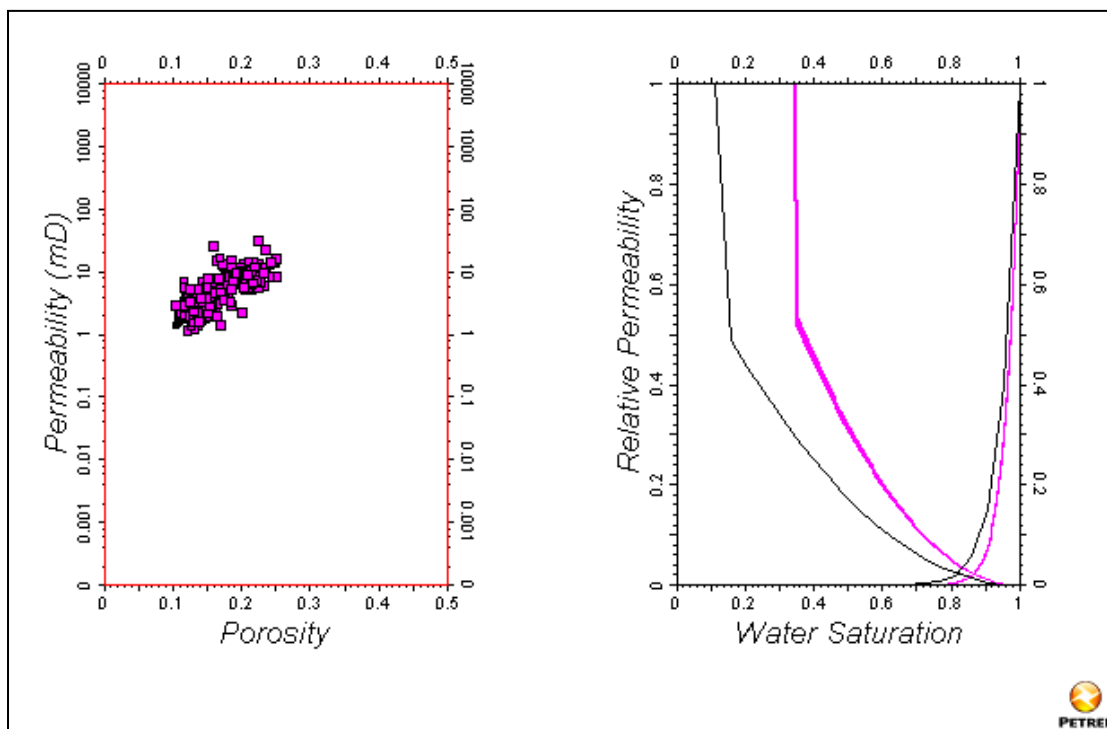 0 0.1 0.2 0.3 0.4 0.5
10000 1000 100 10 1 0.1 0.01 0.001 0
Permeability (mD)
10000 1000 100 10 1 0.1 0.01 0.001 0
0 0.1 0.2 0.3 0.4 0.5
Porosity
0 0.2 0.4 0.6 0.8 1
1 0.8 0.6 0.4 0.2 0
Relative Permeability
1 0.8 0.6 0.4 0.2 0
0 0.2 0.4 0.6 0.8 1
Water Saturation
PETREL